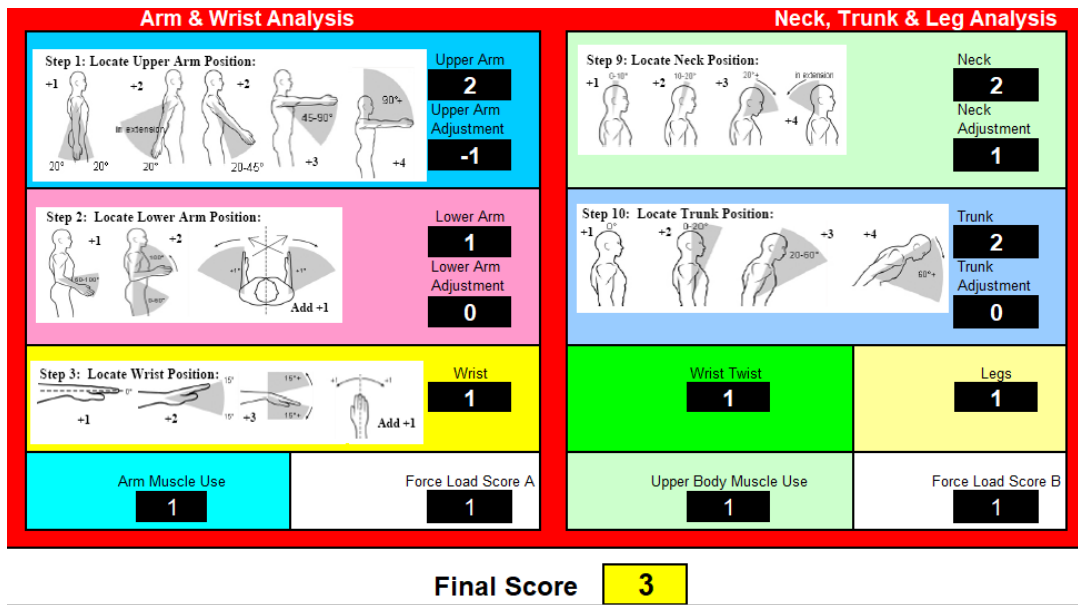 Arm & Wrist Analysis
Step 1: Locate Upper Arm Position:
+1
+2
+2
in extension
45-90°
90°+
20°
20°
20°
20-45°
+3
+4
Upper Arm
2
Upper Arm
Adjustment
-1
Step 2: Locate Lower Arm Position:
+1
+2
100°
60-100°
0-60°
+1°
+1°
Add +1
Lower Arm
1
Lower Arm
Adjustment
0
Step 3: Locate Wrist Position:
0°
15°
15°
15°+
15°+
+1
+1
+1
+2
+3
Add +1
Wrist
1
Arm Muscle Use
1
Force Load Score A
1
Neck, Trunk & Leg Analysis
Step 9: Locate Neck Position:
+1
0-10°
+2
10-20°
+3
20°+
in extension
+4
Neck
2
Neck
Adjustment
1
Step 10: Locate Trunk Position:
+1
0°
+2
0-20°
20-60°
+3
+4
60°+
Trunk
2
Trunk
Adjustment
0
Wrist Twist
1
Legs
1
Upper Body Muscle Use
1
Force Load Score B
1
Final Score
3